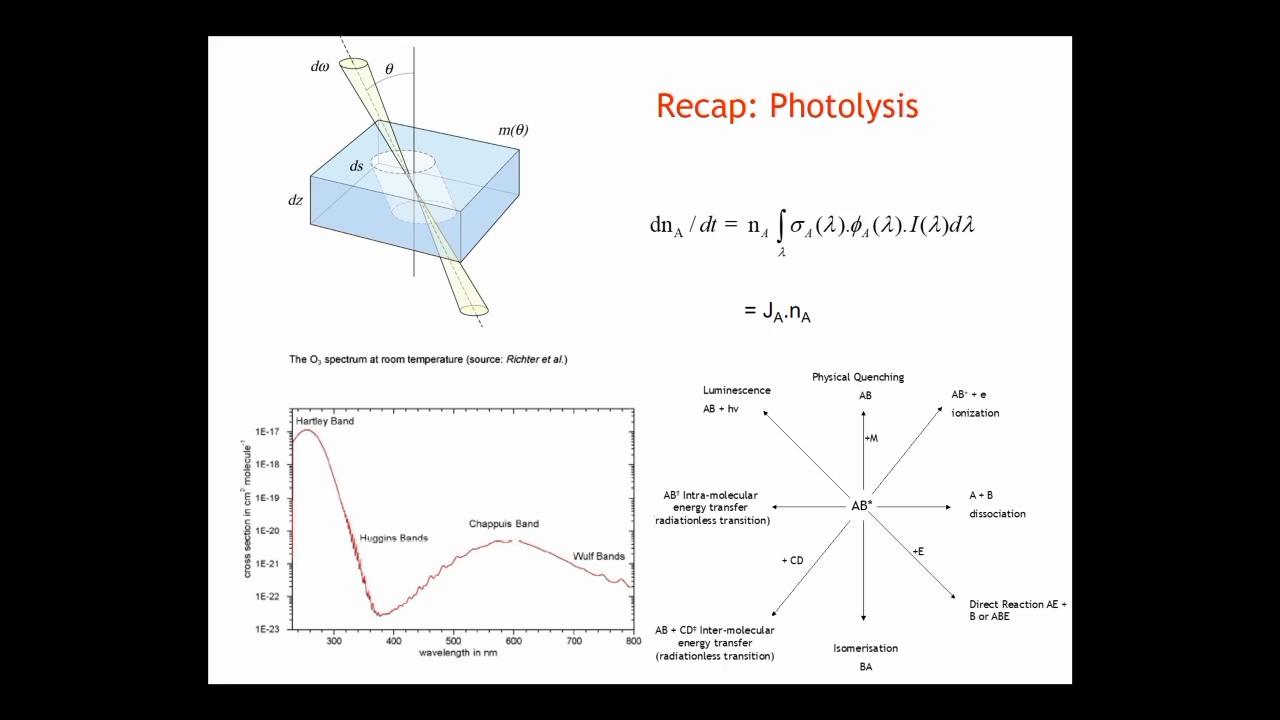 Recap: Photolysis
dω
θ
m(θ)
ds
dz
dn_A / dt = n_A ∫_λ σ_A(λ).ϕ_A(λ).I(λ)dλ
= J_A.n_A
The O₃ spectrum at room temperature (source: Richter et al.)
cross section in cm² molecule⁻¹
1E-17
1E-18
1E-19
1E-20
1E-21
1E-22
1E-23
Hartley Band
Huggins Bands
Chappuis Band
Wulf Bands
300 400 500 600 700 800
wavelength in nm
Luminescence
AB + hν
Physical Quenching
AB
+M
AB⁺ + e
ionization
AB† Intra-molecular
energy transfer
(radiationless transition)
AB*
A + B
dissociation
+ CD
+E
AB + CD‡ Inter-molecular
energy transfer
(radiationless transition)
Isomerisation
BA
Direct Reaction AE +
B or ABE